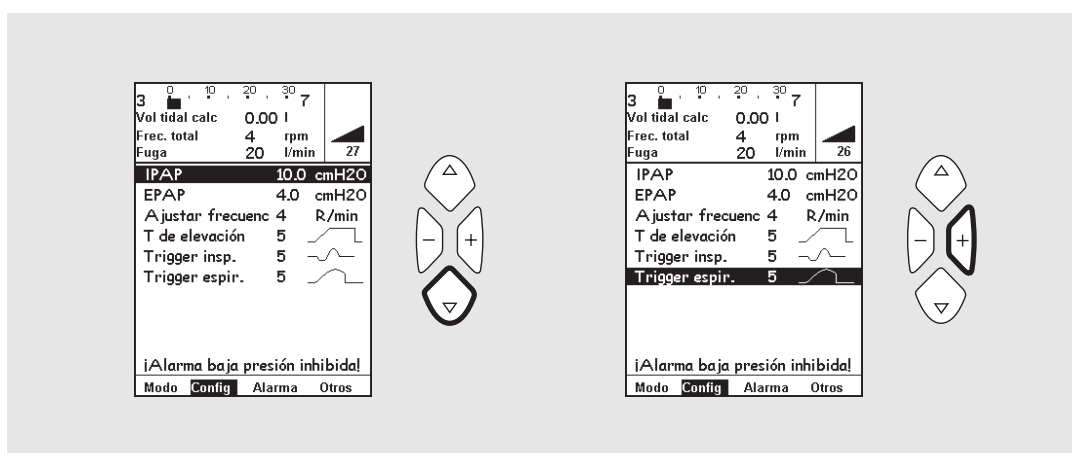 0 10 20 30
3 7
Vol tidal calc 0.00 l
Frec. total 4 rpm
Fuga 20 l/min 27
IPAP 10.0 cmH2O
EPAP 4.0 cmH2O
Ajustar frecuenc 4 R/min
T de elevación 5
Trigger insp. 5
Trigger espir. 5
¡Alarma baja presión inhibida!
Modo Config Alarma Otros
- +
0 10 20 30
3 7
Vol tidal calc 0.00 l
Frec. total 4 rpm
Fuga 20 l/min 26
IPAP 10.0 cmH2O
EPAP 4.0 cmH2O
Ajustar frecuenc 4 R/min
T de elevación 5
Trigger insp. 5
Trigger espir. 5
¡Alarma baja presión inhibida!
Modo Config Alarma Otros
- +